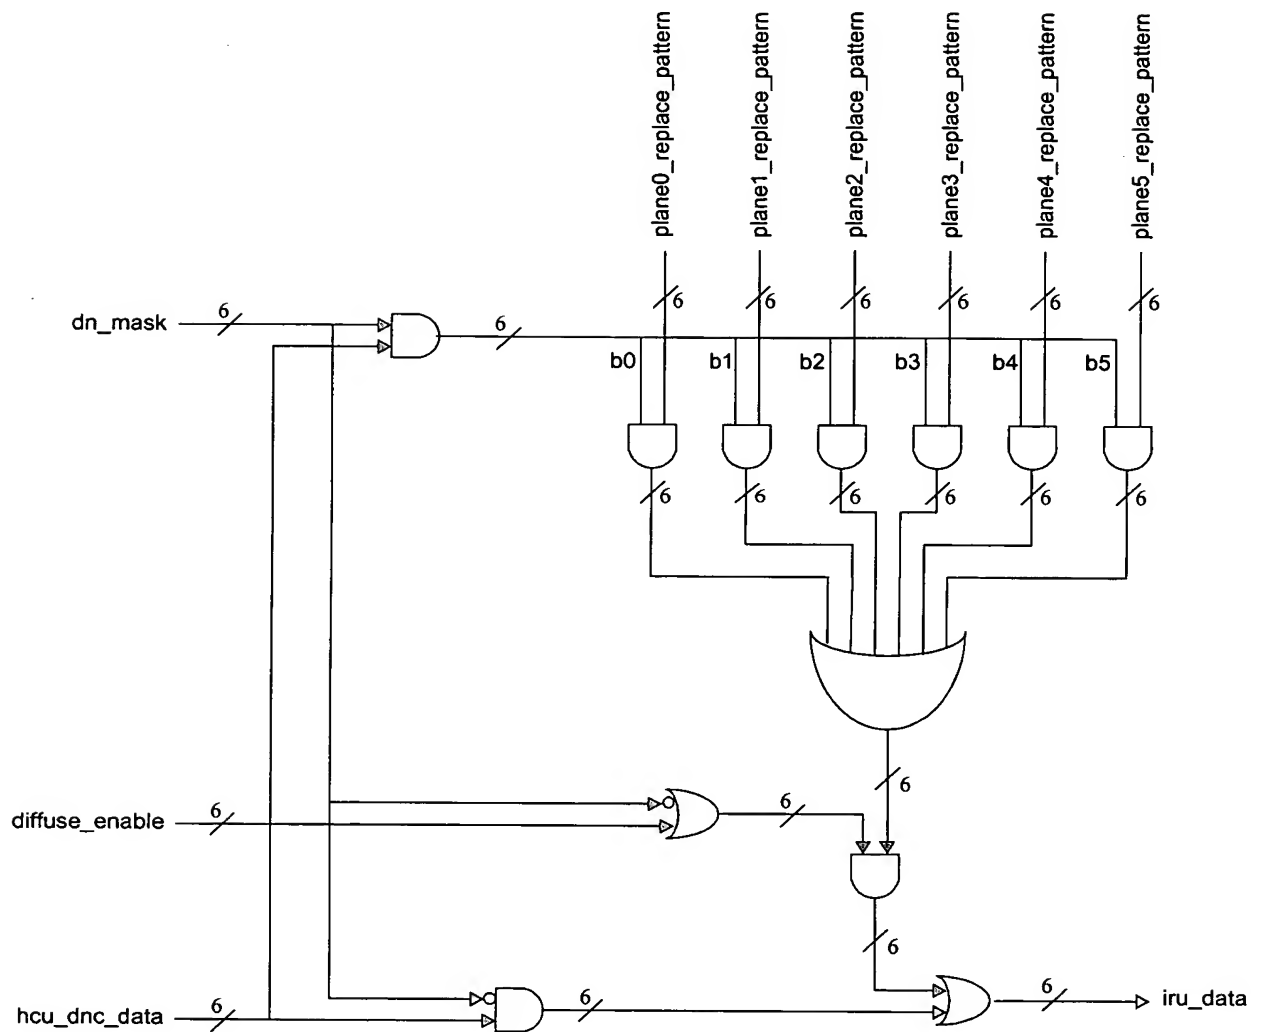 plane0_replace_pattern
plane1_replace_pattern
plane2_replace_pattern
plane3_replace_pattern
plane4_replace_pattern
plane5_replace_pattern
6 6 6 6 6 6
dn_mask 6 6
b0 b1 b2 b3 b4 b5
6 6 6 6 6 6
6
diffuse_enable 6 6
6
hcu_dnc_data 6 6 6 iru_data